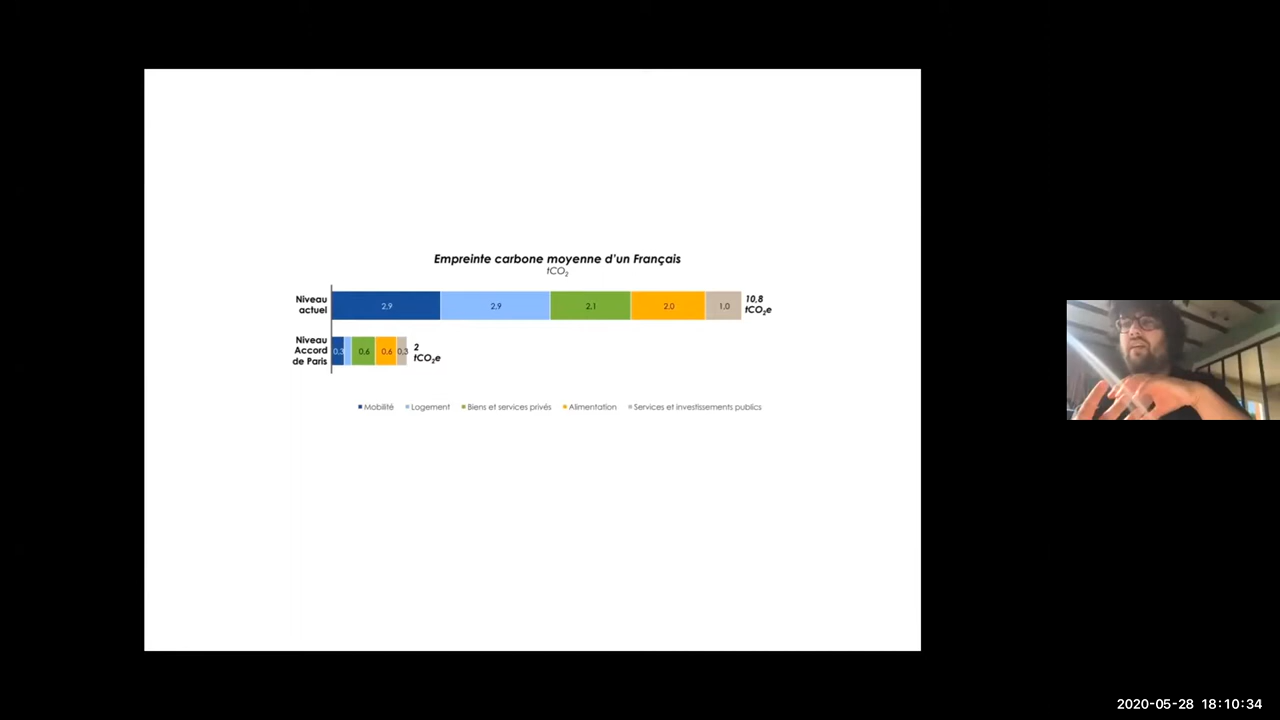 Empreinte carbone moyenne d'un Français
tCO₂
Niveau
actuel
2.9
2.9
2.1
2.0
1.0
10,8
tCO₂e
Niveau
Accord
de Paris
0.3
0.6
0.6
0.3
2
tCO₂e
Mobilité
Logement
Biens et services privés
Alimentation
Services et investissements publics
2020-05-28 18:10:34